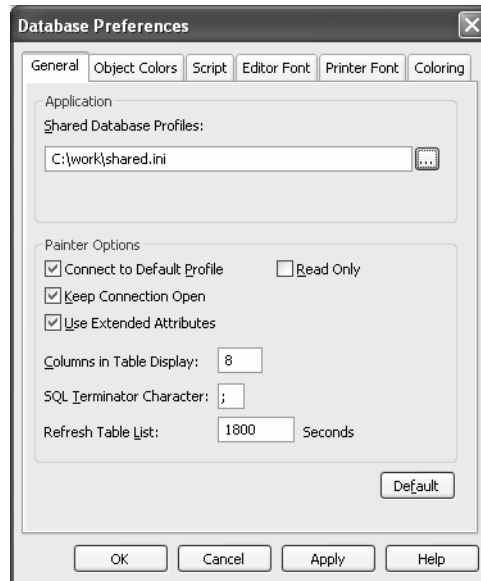 Database Preferences
General Object Colors Script Editor Font Printer Font Coloring
Application
Shared Database Profiles:
C:\work\shared.ini ...
Painter Options
Connect to Default Profile Read Only
Keep Connection Open
Use Extended Attributes
Columns in Table Display: 8
SQL Terminator Character: ;
Refresh Table List: 1800 Seconds
Default
OK Cancel Apply Help